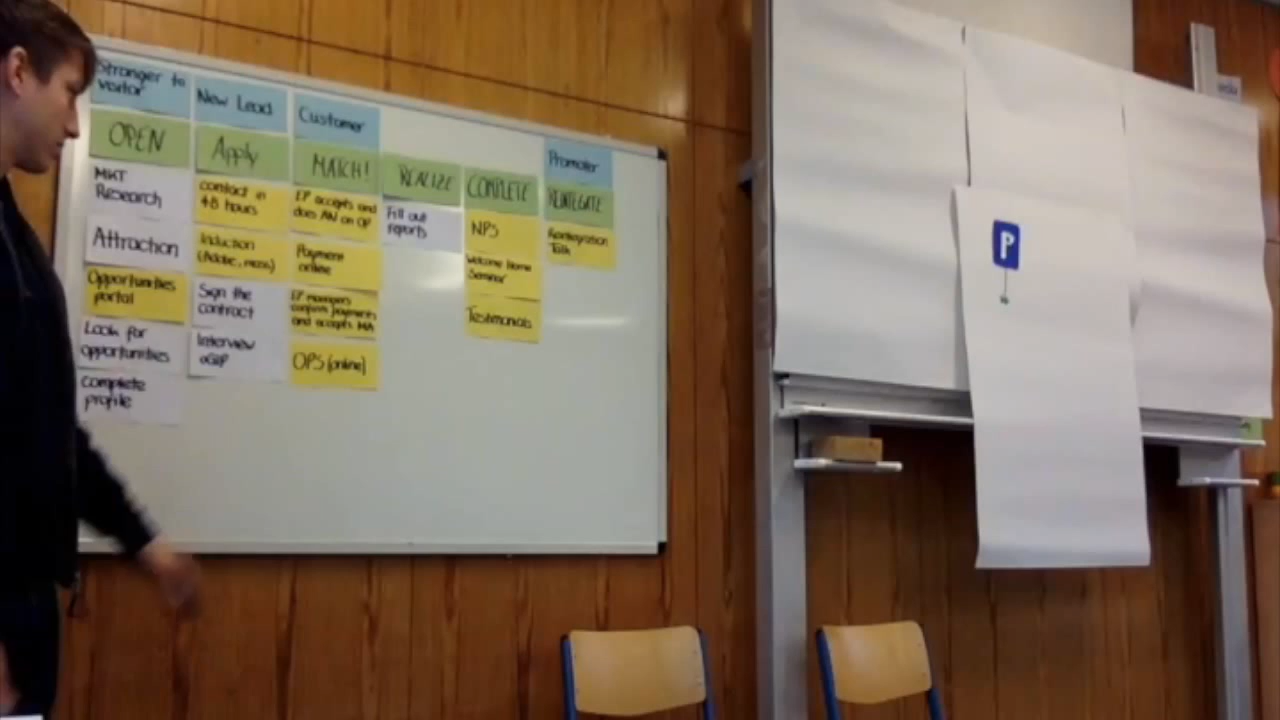 Stranger to
visitor
New Lead
Customer
Promoter
OPEN
Apply
MATCH!
REALIZE
COMPLETE
REINTEGATE
MKT
Research
Attraction
Opportunities
portal
Look for
opportunities
Complete
profile
contact in
48 hours
Induction
Sign the
contract
Interview
oGIP
EP accepts and
does AN on OP
Payment
online
EP managers
confirm payments
and accepts MA
OPS (online)
Fill out
reports
NPS
Welcome Home
Seminar
Testimonials
Reintegration
Talk
P